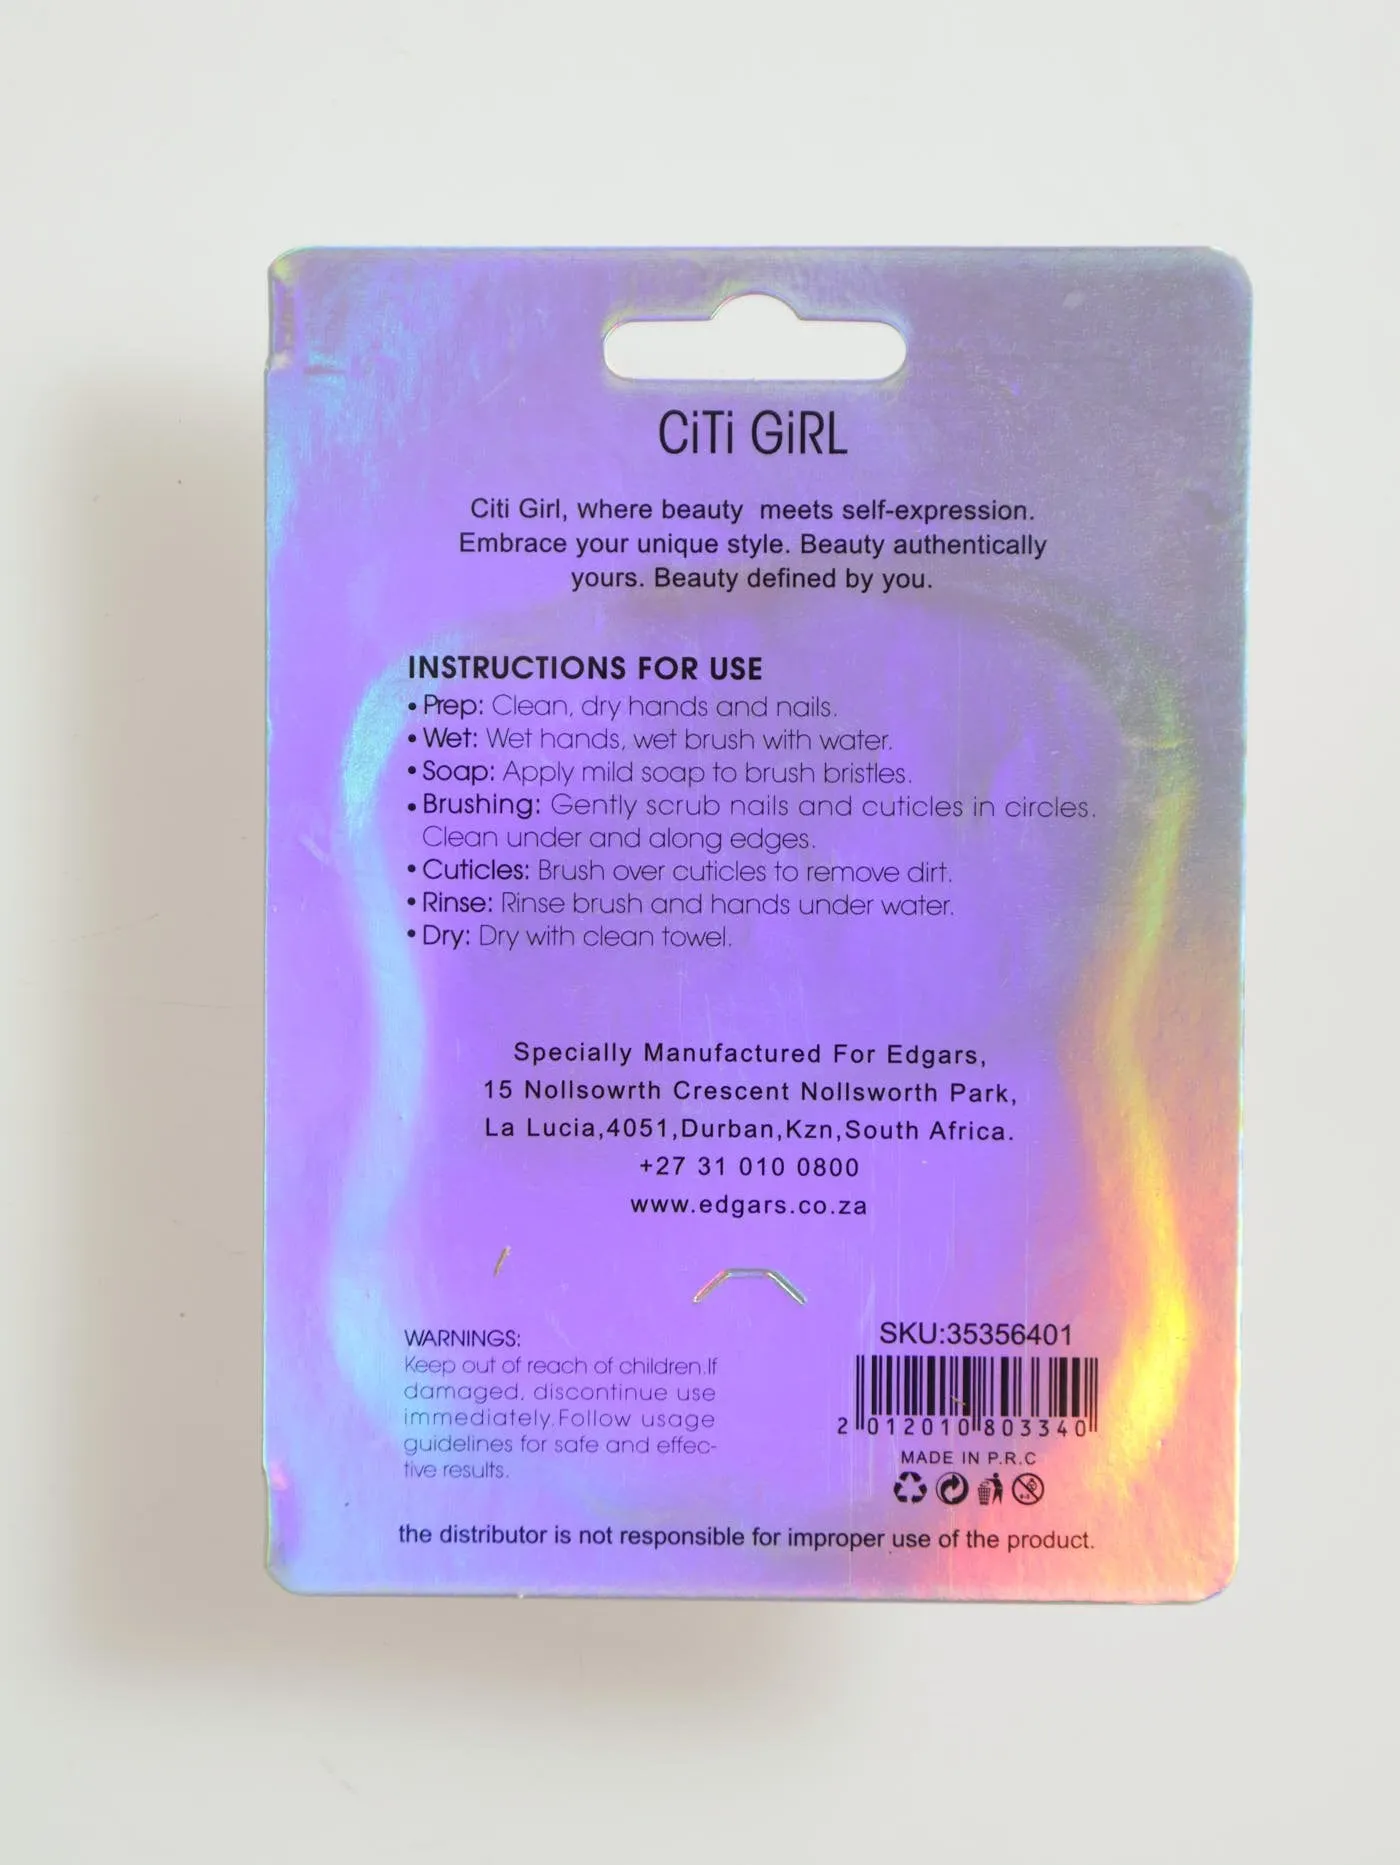 CiTi GiRL
Citi Girl, where beauty meets self-expression.
Embrace your unique style. Beauty authentically
yours. Beauty defined by you.
INSTRUCTIONS FOR USE
• Prep: Clean, dry hands and nails.
• Wet: Wet hands, wet brush with water.
• Soap: Apply mild soap to brush bristles.
• Brushing: Gently scrub nails and cuticles in circles.
Clean under and along edges.
• Cuticles: Brush over cuticles to remove dirt.
• Rinse: Rinse brush and hands under water.
• Dry: Dry with clean towel.
Specially Manufactured For Edgars,
15 Nollsowrth Crescent Nollsworth Park,
La Lucia,4051,Durban,Kzn,South Africa.
+27 31 010 0800
www.edgars.co.za
WARNINGS:
Keep out of reach of children.If
damaged, discontinue use
immediately.Follow usage
guidelines for safe and effec-
tive results.
SKU:35356401
2 012010 803340
MADE IN P.R.C
the distributor is not responsible for improper use of the product.